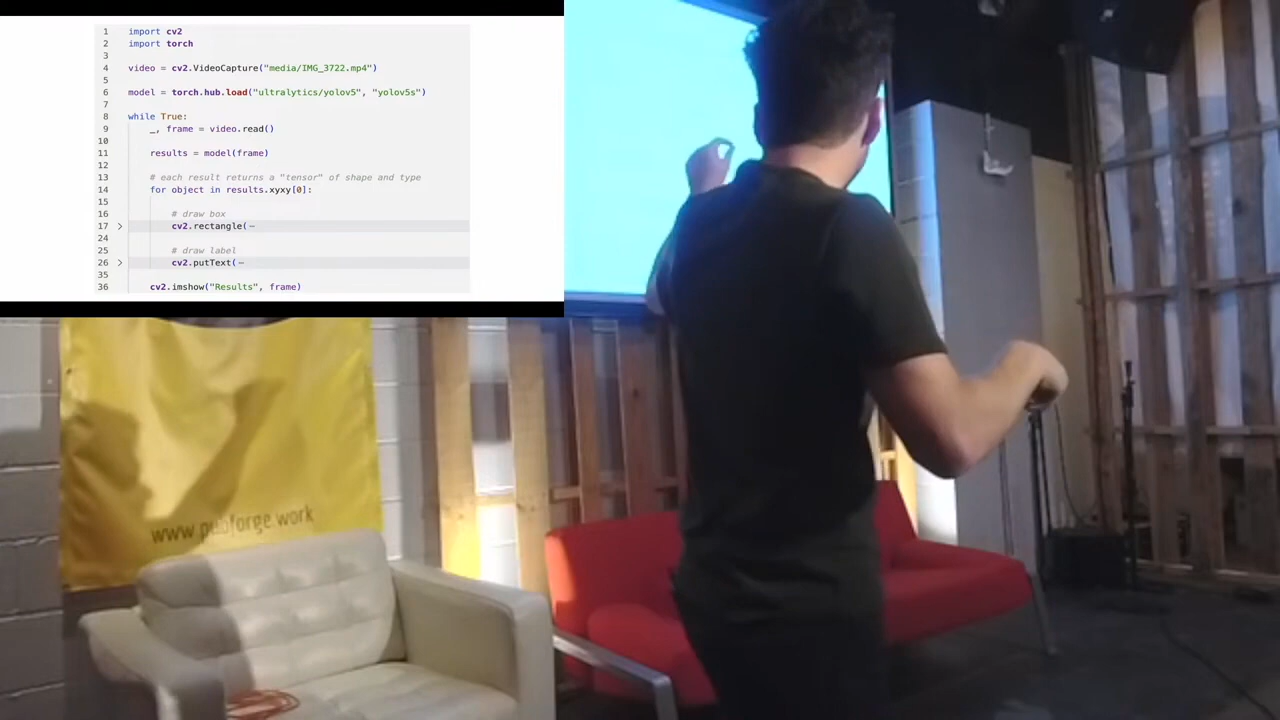 1 import cv2
2 import torch
3
4 video = cv2.VideoCapture("media/IMG_3722.mp4")
5
6 model = torch.hub.load("ultralytics/yolov5", "yolov5s")
7
8 while True:
9 _, frame = video.read()
10
11 results = model(frame)
12
13 # each result returns a "tensor" of shape and type
14 for object in results.xyxy[0]:
15
16 # draw box
17 > cv2.rectangle(⋯
24
25 # draw label
26 > cv2.putText(⋯
35
36 cv2.imshow("Results", frame)
www.pubforge.work